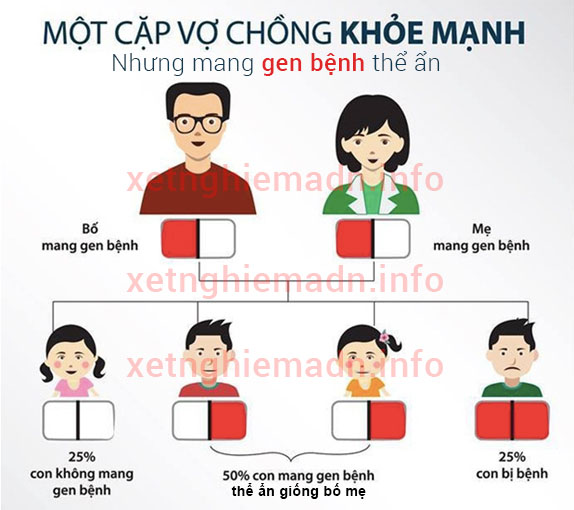 MỘT CẶP VỢ CHỒNG KHỎE MẠNH
Nhưng mang gen bệnh thể ẩn
xetnghiemadn.info
Bố
mang gen bệnh
Mẹ
mang gen bệnh
xetnghiemadn.info
xetnghiemadn.info
25%
con không mang
gen bệnh
50% con mang gen bệnh
thể ẩn giống bố mẹ
25%
con bị bệnh